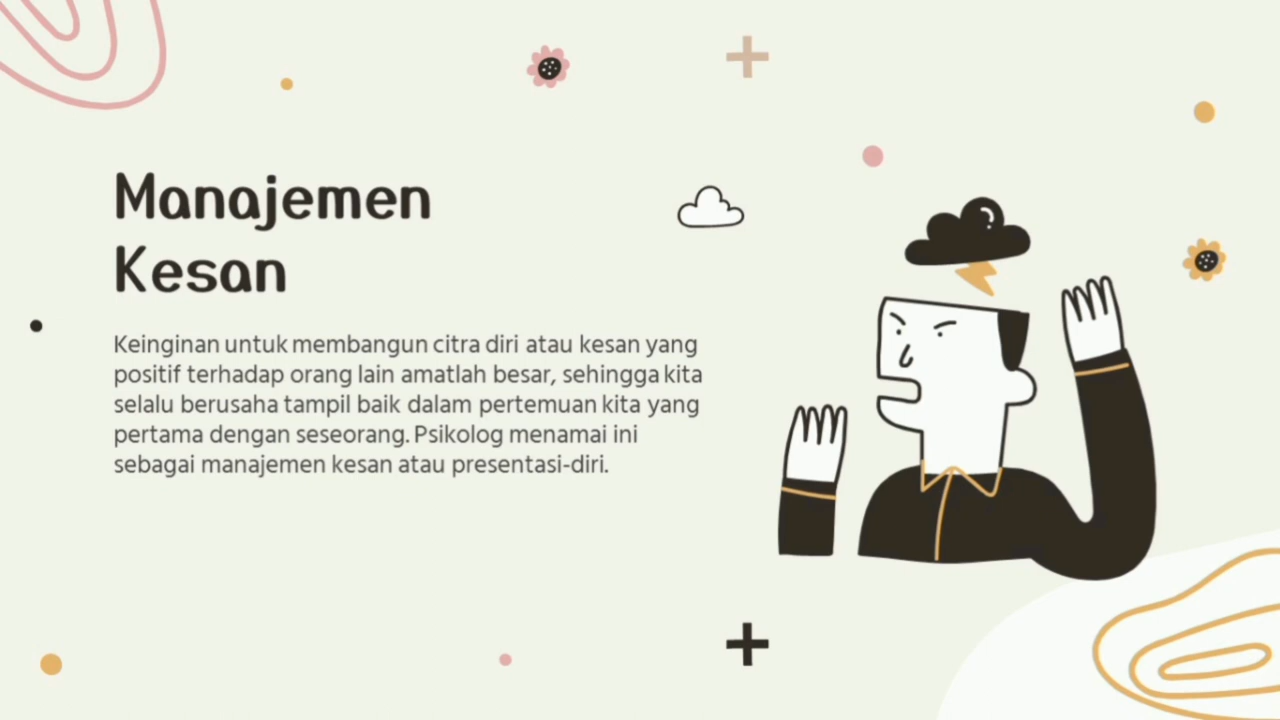 Manajemen
Kesan
Keinginan untuk membangun citra diri atau kesan yang
positif terhadap orang lain amatlah besar, sehingga kita
selalu berusaha tampil baik dalam pertemuan kita yang
pertama dengan seseorang. Psikolog menamai ini
sebagai manajemen kesan atau presentasi-diri.